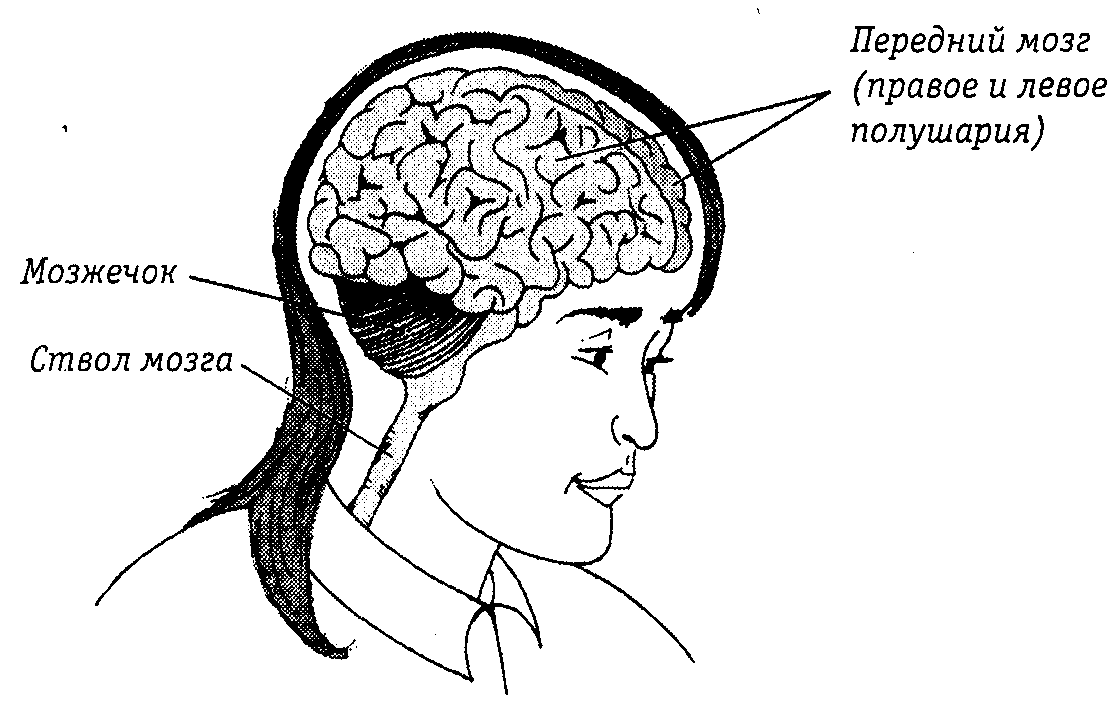 Передний мозг
(правое и левое
полушария)
Мозжечок
Ствол мозга